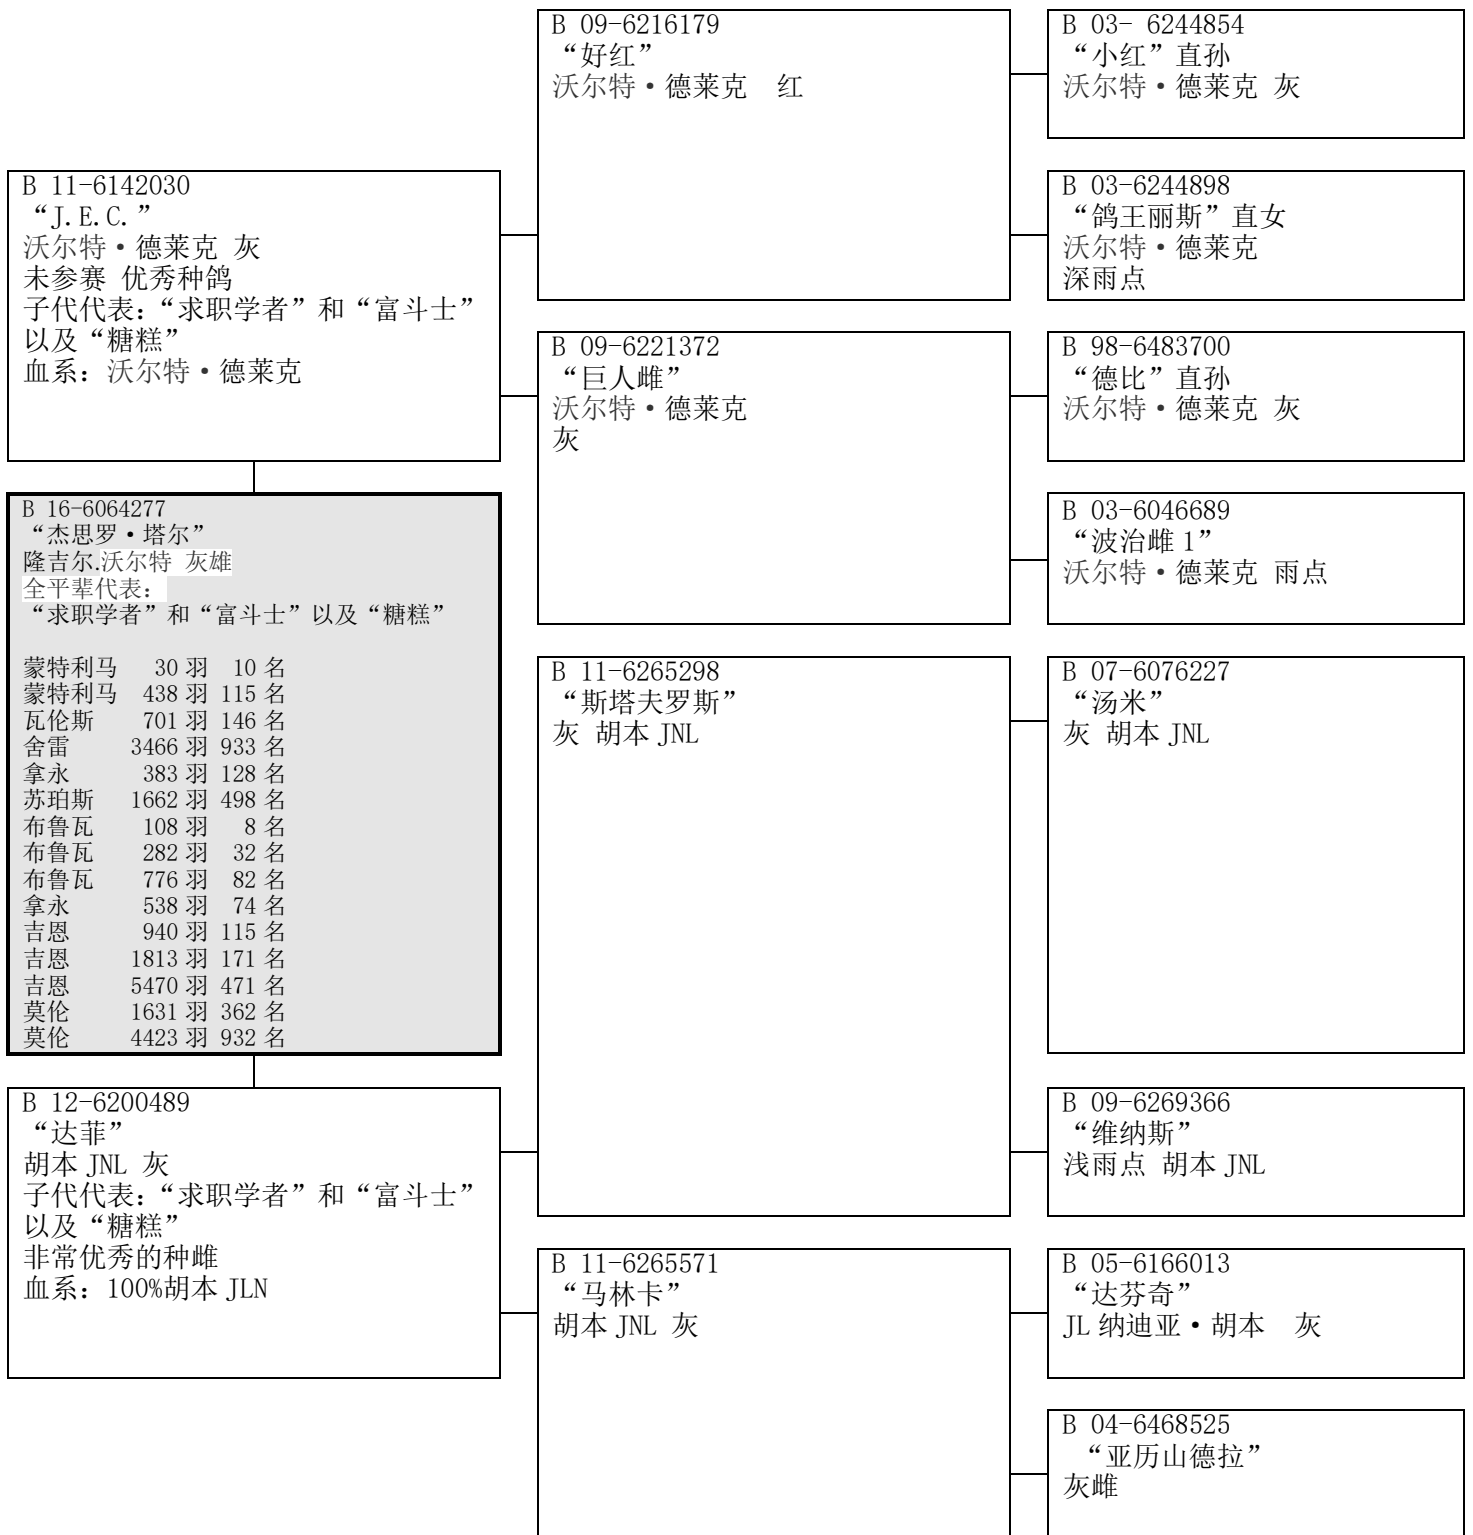 B 11-6142030
“J.E.C.”
沃尔特·德莱克 灰
未参赛 优秀种鸽
子代代表：“求职学者”和“富斗士”
以及“糖糕”
血系：沃尔特·德莱克
B 16-6064277
“杰思罗·塔尔”
隆吉尔.沃尔特 灰雄
全平辈代表：
“求职学者”和“富斗士”以及“糖糕”
蒙特利马 30 羽 10 名
蒙特利马 438 羽 115 名
瓦伦斯 701 羽 146 名
舍雷 3466 羽 933 名
拿永 383 羽 128 名
苏珀斯 1662 羽 498 名
布鲁瓦 108 羽 8 名
布鲁瓦 282 羽 32 名
布鲁瓦 776 羽 82 名
拿永 538 羽 74 名
吉恩 940 羽 115 名
吉恩 1813 羽 171 名
吉恩 5470 羽 471 名
莫伦 1631 羽 362 名
莫伦 4423 羽 932 名
B 12-6200489
“达菲”
胡本 JNL 灰
子代代表：“求职学者”和“富斗士”
以及“糖糕”
非常优秀的种雌
血系：100%胡本 JLN
B 09-6216179
“好红”
沃尔特·德莱克 红
B 09-6221372
“巨人雌”
沃尔特·德莱克
灰
B 11-6265298
“斯塔夫罗斯”
灰 胡本 JNL
B 11-6265571
“马林卡”
胡本 JNL 灰
B 03- 6244854
“小红”直孙
沃尔特·德莱克 灰
B 03-6244898
“鸽王丽斯”直女
沃尔特·德莱克
深雨点
B 98-6483700
“德比”直孙
沃尔特·德莱克 灰
B 03-6046689
“波治雌 1”
沃尔特·德莱克 雨点
B 07-6076227
“汤米”
灰 胡本 JNL
B 09-6269366
“维纳斯”
浅雨点 胡本 JNL
B 05-6166013
“达芬奇”
JL 纳迪亚·胡本 灰
B 04-6468525
“亚历山德拉”
灰雌